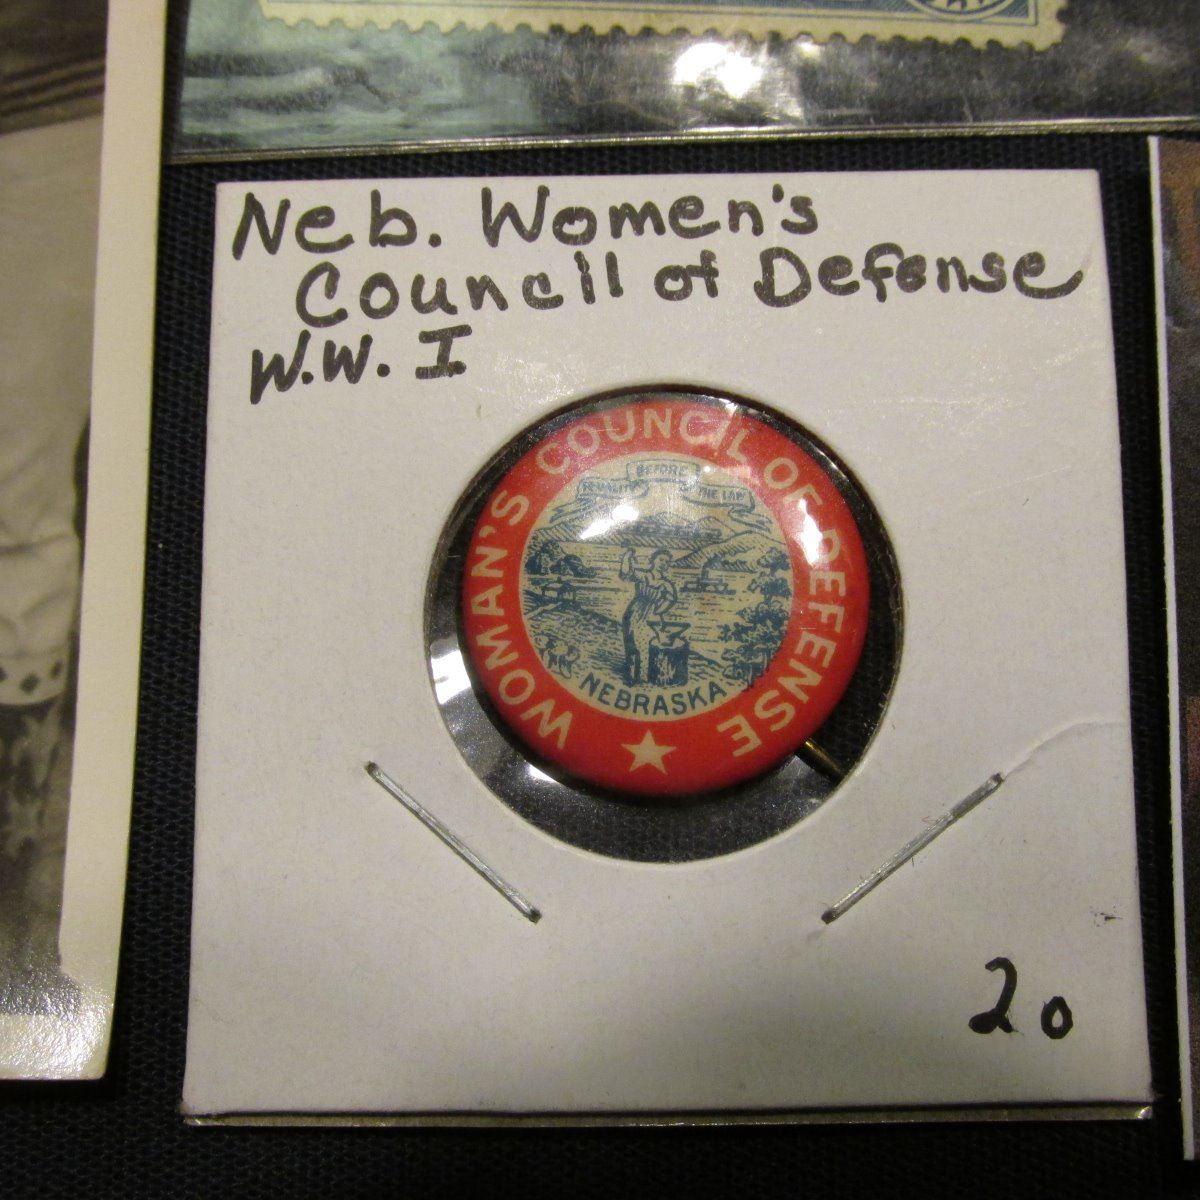 Neb. Women's
Council of Defense
W.W. I
WOMAN'S COUNCIL OF DEFENSE
EQUALITY BEFORE THE LAW
NEBRASKA
20